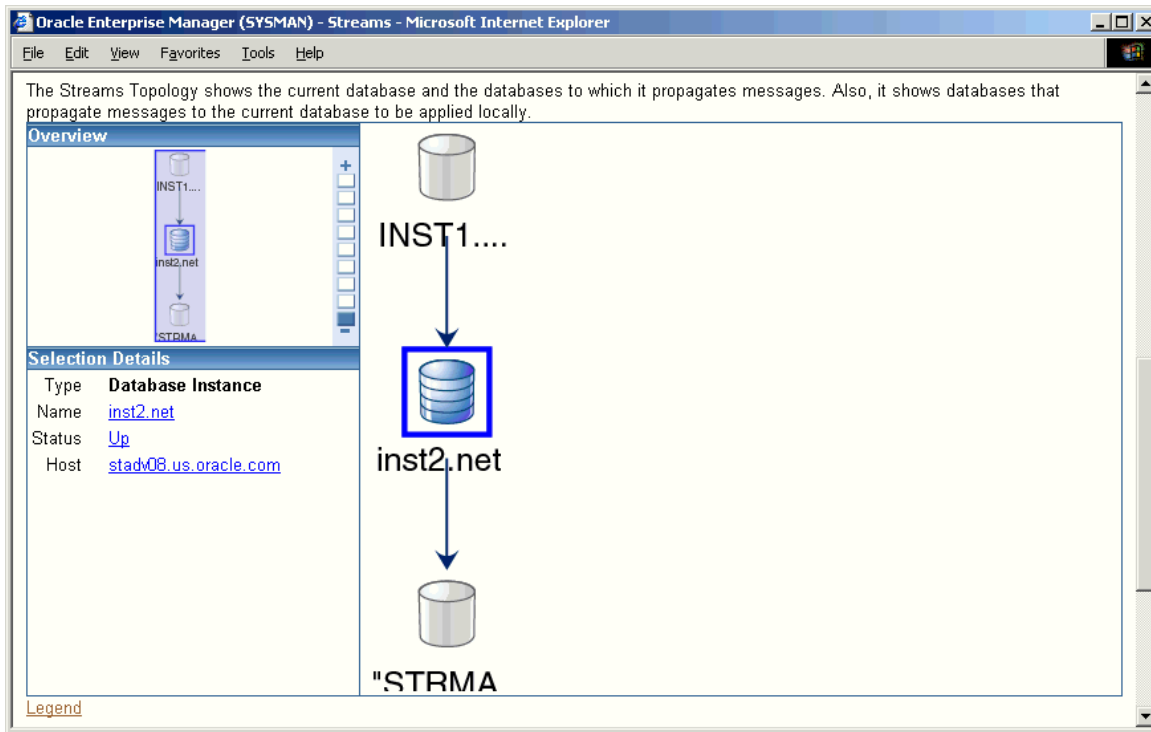 Oracle Enterprise Manager (SYSMAN) - Streams - Microsoft Internet Explorer
File Edit View Favorites Tools Help
The Streams Topology shows the current database and the databases to which it propagates messages. Also, it shows databases that
propagate messages to the current database to be applied locally.
Overview
INST1....
inst2.net
"STRMA
Selection Details
Type Database Instance
Name inst2.net
Status Up
Host stadv08.us.oracle.com
INST1....
inst2.net
"STRMA
Legend